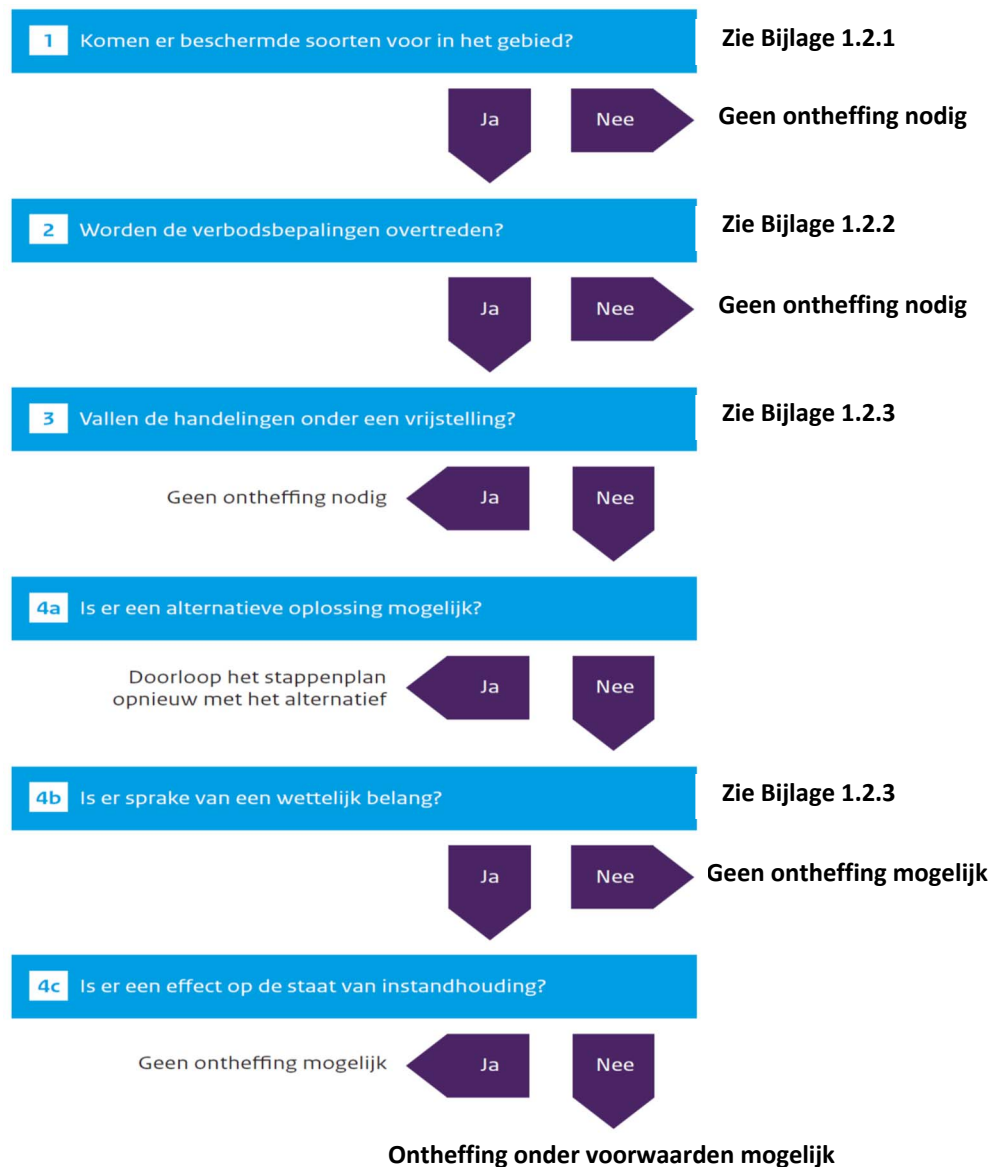 1 Komen er beschermde soorten voor in het gebied?
Zie Bijlage 1.2.1
Ja
Nee
Geen ontheffing nodig
2 Worden de verbodsbepalingen overtreden?
Zie Bijlage 1.2.2
Ja
Nee
Geen ontheffing nodig
3 Vallen de handelingen onder een vrijstelling?
Zie Bijlage 1.2.3
Geen ontheffing nodig
Ja
Nee
4a Is er een alternatieve oplossing mogelijk?
Doorloop het stappenplan
opnieuw met het alternatief
Ja
Nee
4b Is er sprake van een wettelijk belang?
Zie Bijlage 1.2.3
Ja
Nee
Geen ontheffing mogelijk
4c Is er een effect op de staat van instandhouding?
Geen ontheffing mogelijk
Ja
Nee
Ontheffing onder voorwaarden mogelijk